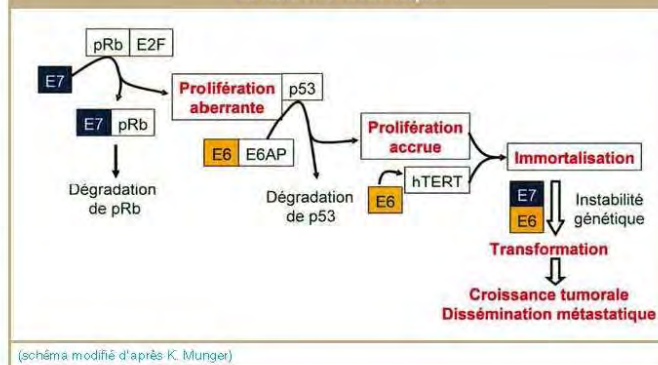 pRb E2F
E7
E7 pRb
Dégradation
de pRb
Prolifération
aberrante
p53
E6 E6AP
Dégradation
de p53
Prolifération
accrue
E6
hTERT
Immortalisation
E7
E6
Instabilité
génétique
Transformation
Croissance tumorale
Dissémination métastatique
(schéma modifié d'après K. Munger)